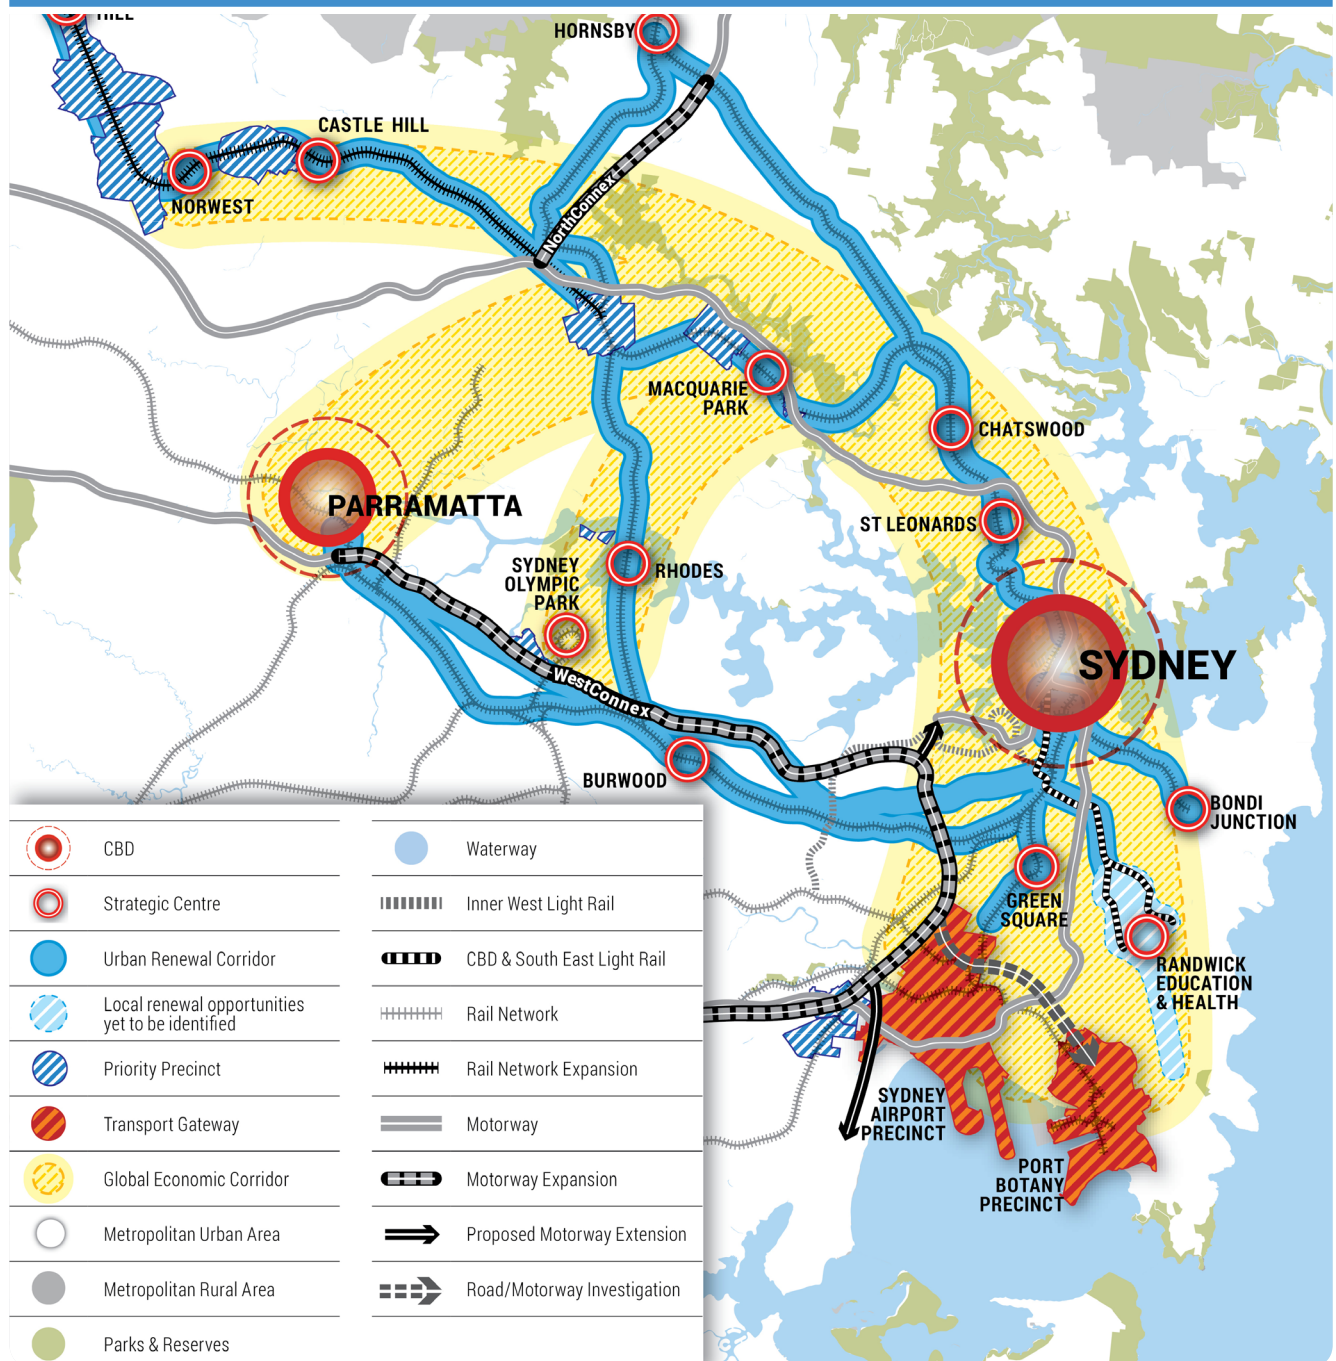 HILL
HORNSBY
CASTLE HILL
NORWEST
NorthConnex
MACQUARIE
PARK
CHATSWOOD
PARRAMATTA
ST LEONARDS
SYDNEY
OLYMPIC
PARK
RHODES
SYDNEY
WestConnex
BURWOOD
BONDI
JUNCTION
GREEN
SQUARE
RANDWICK
EDUCATION
& HEALTH
SYDNEY
AIRPORT
PRECINCT
PORT
BOTANY
PRECINCT
CBD
Strategic Centre
Urban Renewal Corridor
Local renewal opportunities
yet to be identified
Priority Precinct
Transport Gateway
Global Economic Corridor
Metropolitan Urban Area
Metropolitan Rural Area
Parks & Reserves
Waterway
Inner West Light Rail
CBD & South East Light Rail
Rail Network
Rail Network Expansion
Motorway
Motorway Expansion
Proposed Motorway Extension
Road/Motorway Investigation